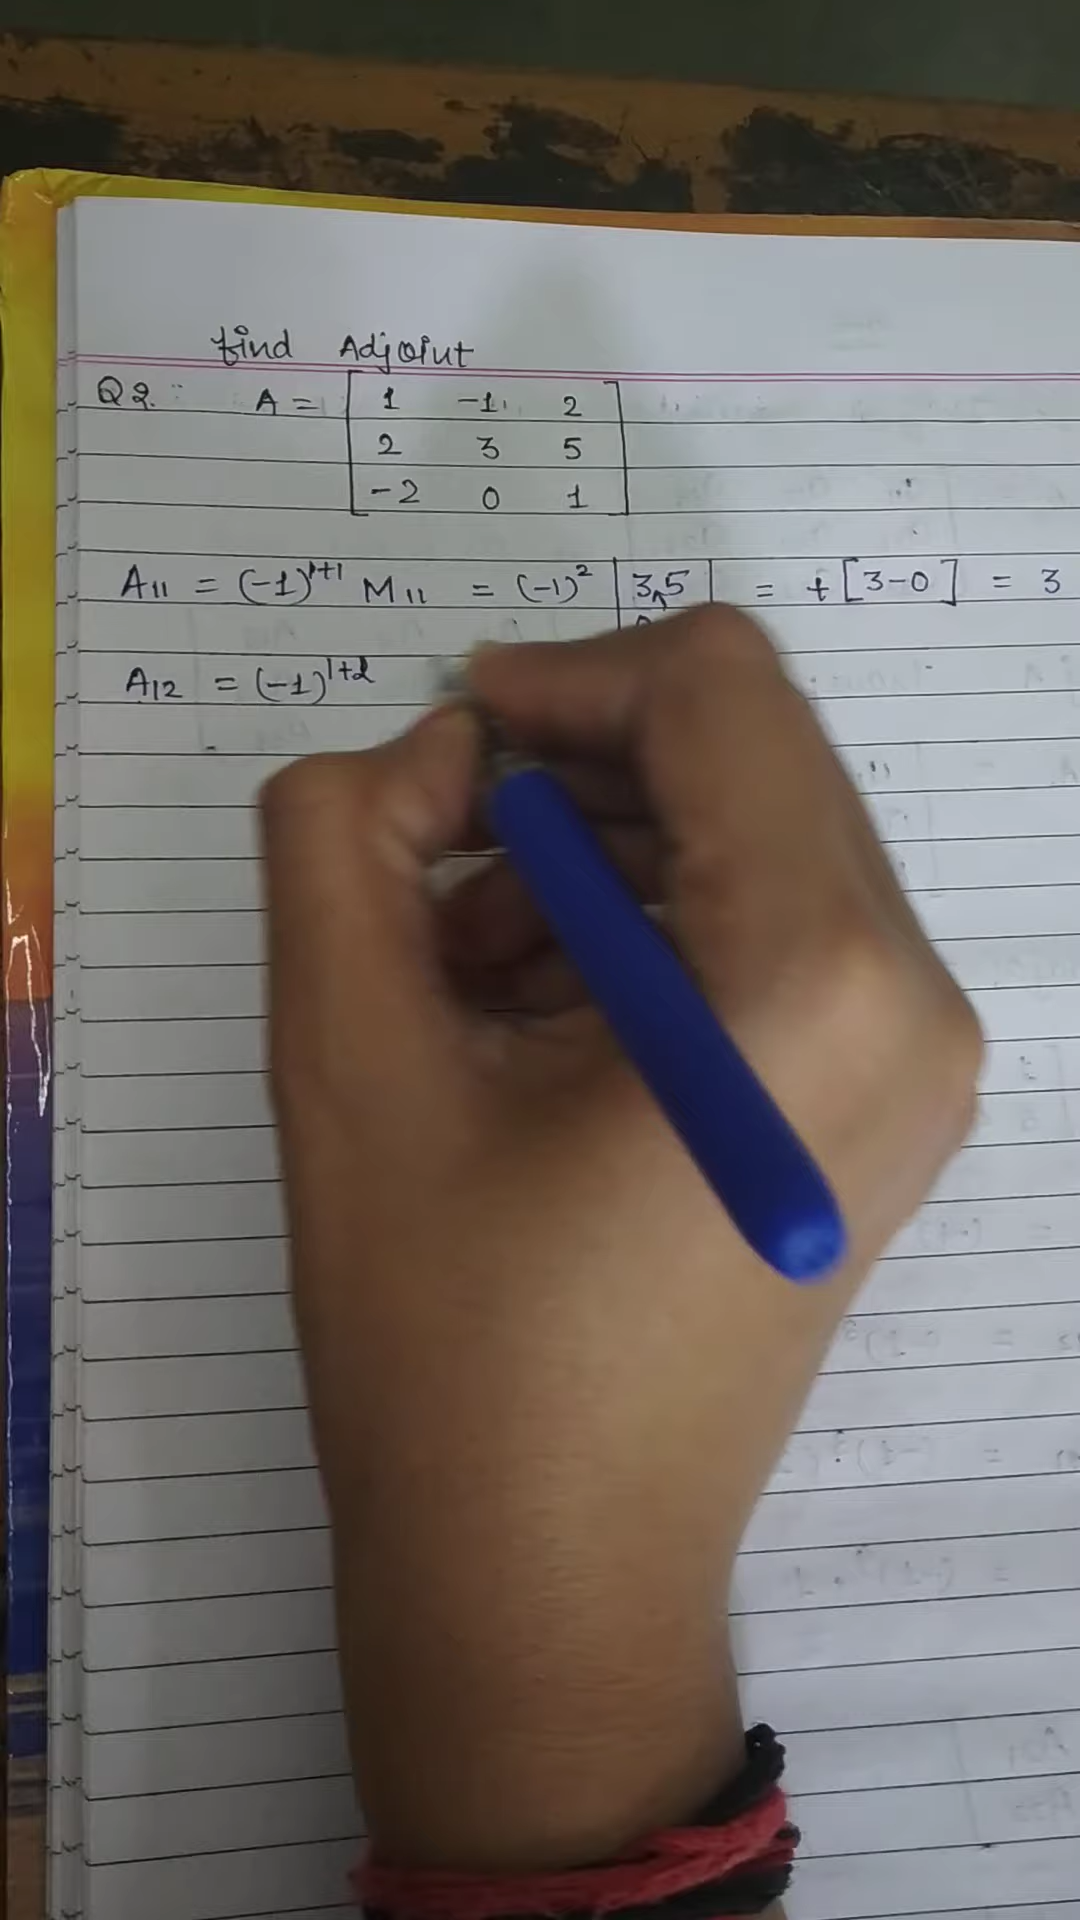 find Adjoint
Q2. A = [ 1 -1 2
2 3 5
-2 0 1 ]
A11 = (-1)^1+1 M11 = (-1)^2 | 3 5 | = + [3-0] = 3
A12 = (-1)^1+2